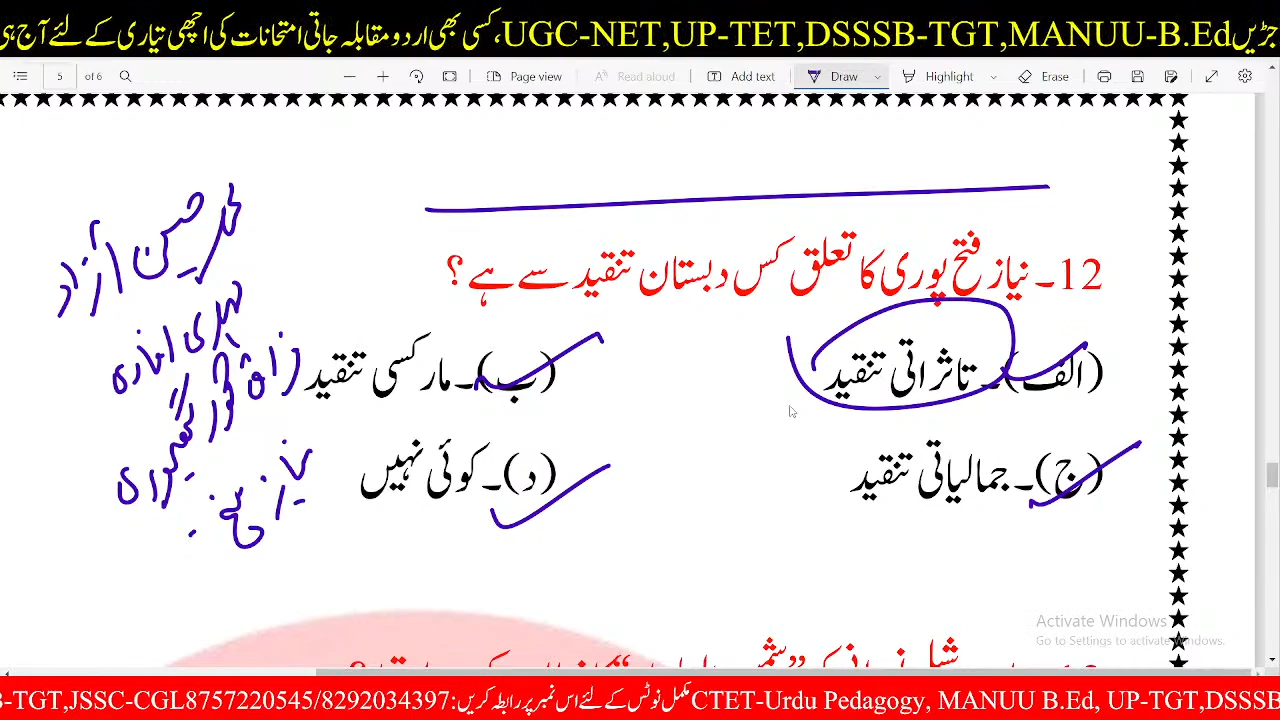 جڑیں UGC-NET,UP-TET,DSSSB-TGT,MANUU-B.Ed، کسی بھی اردو مقابلہ جاتی امتحانات کی اچھی تیاری کے لئے آج ہی
5 of 6 Page view Read aloud Add text Draw Highlight Erase
12۔ نیاز فتح پوری کا تعلق کس دبستان تنقید سے ہے؟
(الف)۔ تاثراتی تنقید (ب)۔ مارکسی تنقید
(ج)۔ جمالیاتی تنقید (د)۔ کوئی نہیں
محمد حسین آزاد
مہدی افادی
فراق گورکھپوری
نیاز فتح
Activate Windows
Go to Settings to activate Windows.
CTET-Urdu Pedagogy, MANUU B.Ed, UP-TGT,DSSSB مکمل نوٹس کے لئے اس نمبر پر رابطہ کریں:8757220545/8292034397 B-TGT,JSSC-CGL